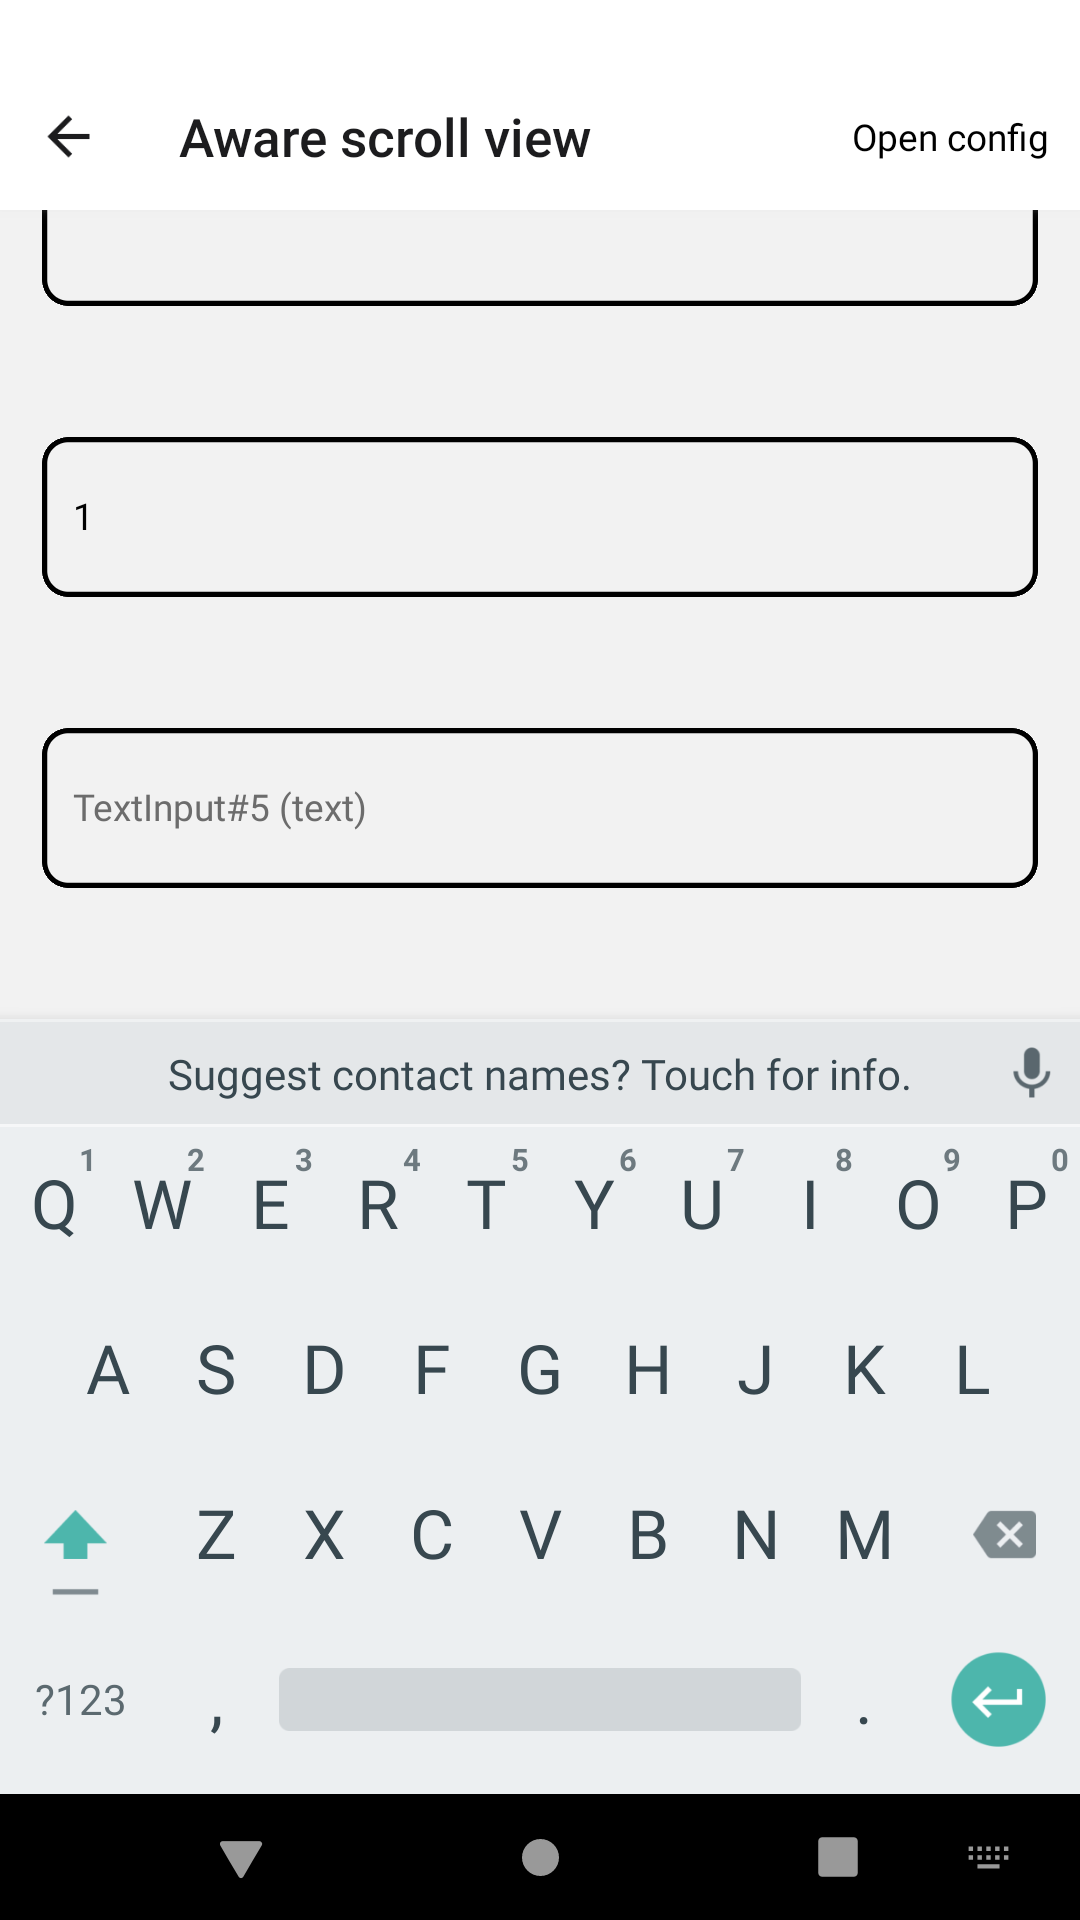 Aware scroll view
Open config
1
TextInput#5 (text)
Suggest contact names? Touch for info.
1 2 3 4 5 6 7 8 9 0
Q W E R T Y U I O P
A S D F G H J K L
Z X C V B N M
?123 , .